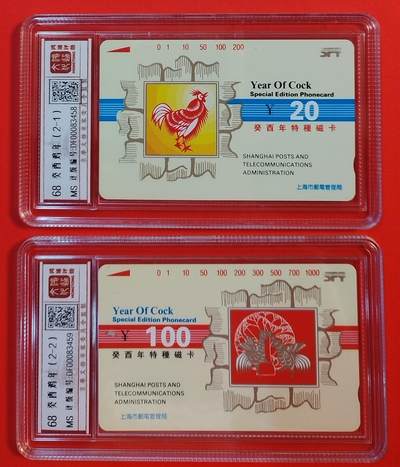 0 1 10 50 100 200
Year Of Cock
Special Edition Phonecard
¥ 20
癸酉年特種磁卡
SHANGHAI POSTS AND
TELECOMMUNICATIONS
ADMINISTRATION
上海市郵電管理局
68 癸酉鸡年 (2-1)
0 1 10 50 100 200 300 500 700 1000
Year Of Cock
Special Edition Phonecard
¥ 100
癸酉年特種磁卡
SHANGHAI POSTS AND
TELECOMMUNICATIONS
ADMINISTRATION
上海市郵電管理局
68 癸酉鸡年 (2-2)